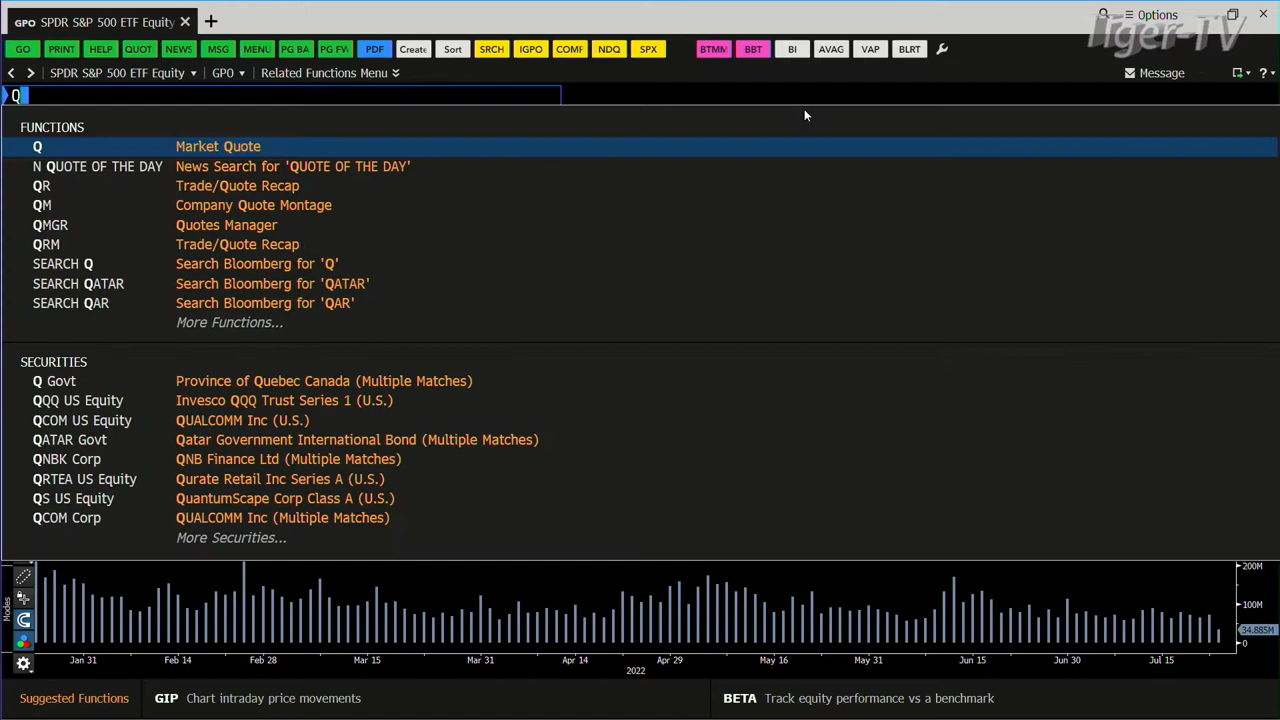 GPO SPDR S&P 500 ETF Equity
Options
Tiger-TV
GO PRINT HELP QUOT NEWS MSG MENU PG BA PG FW PDF Create Sort SRCH IGPO COMF NDQ SPX BTMM BBT BI AVAG VAP BLRT
SPDR S&P 500 ETF Equity GPO Related Functions Menu Message ?
Q
FUNCTIONS
Q Market Quote
N QUOTE OF THE DAY News Search for 'QUOTE OF THE DAY'
QR Trade/Quote Recap
QM Company Quote Montage
QMGR Quotes Manager
QRM Trade/Quote Recap
SEARCH Q Search Bloomberg for 'Q'
SEARCH QATAR Search Bloomberg for 'QATAR'
SEARCH QAR Search Bloomberg for 'QAR'
More Functions...
SECURITIES
Q Govt Province of Quebec Canada (Multiple Matches)
QQQ US Equity Invesco QQQ Trust Series 1 (U.S.)
QCOM US Equity QUALCOMM Inc (U.S.)
QATAR Govt Qatar Government International Bond (Multiple Matches)
QNBK Corp QNB Finance Ltd (Multiple Matches)
QRTEA US Equity Qurate Retail Inc Series A (U.S.)
QS US Equity QuantumScape Corp Class A (U.S.)
QCOM Corp QUALCOMM Inc (Multiple Matches)
More Securities...
200M
Modes
100M
34.885M
0
Jan 31 Feb 14 Feb 28 Mar 15 Mar 31 Apr 14 Apr 29 May 16 May 31 Jun 15 Jun 30 Jul 15
2022
Suggested Functions GIP Chart intraday price movements BETA Track equity performance vs a benchmark